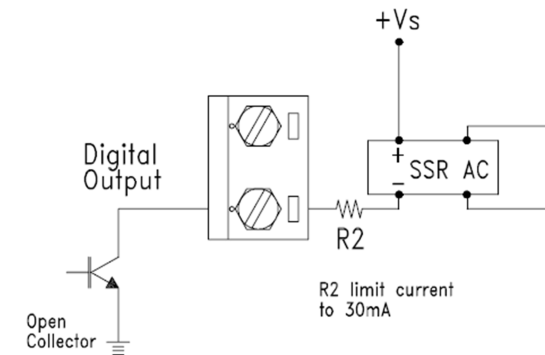 +Vs
Digital
Output
+
SSR AC
−
R2
R2 limit current
to 30mA
Open
Collector